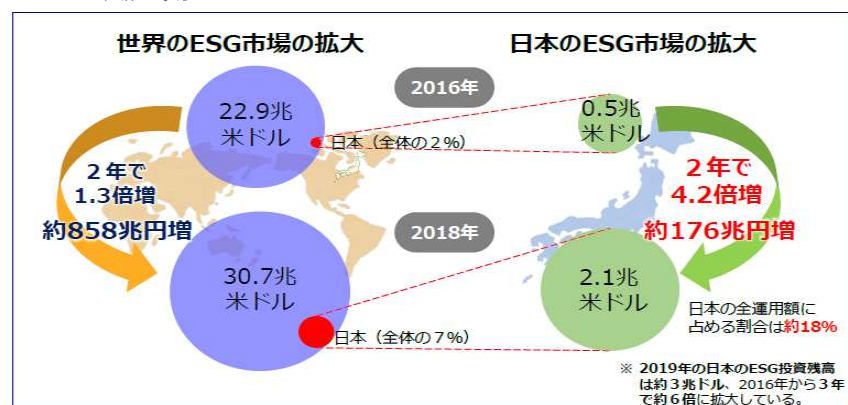 世界のESG市場の拡大
日本のESG市場の拡大
2016年
22.9兆
米ドル
0.5兆
米ドル
日本（全体の２%）
２年で
1.3倍増
約858兆円増
２年で
4.2倍増
約176兆円増
2018年
30.7兆
米ドル
2.1兆
米ドル
日本（全体の７%）
日本の全運用額に
占める割合は約18%
※ 2019年の日本のESG投資残高
は約３兆ドル、2016年から３年
で約６倍に拡大している。